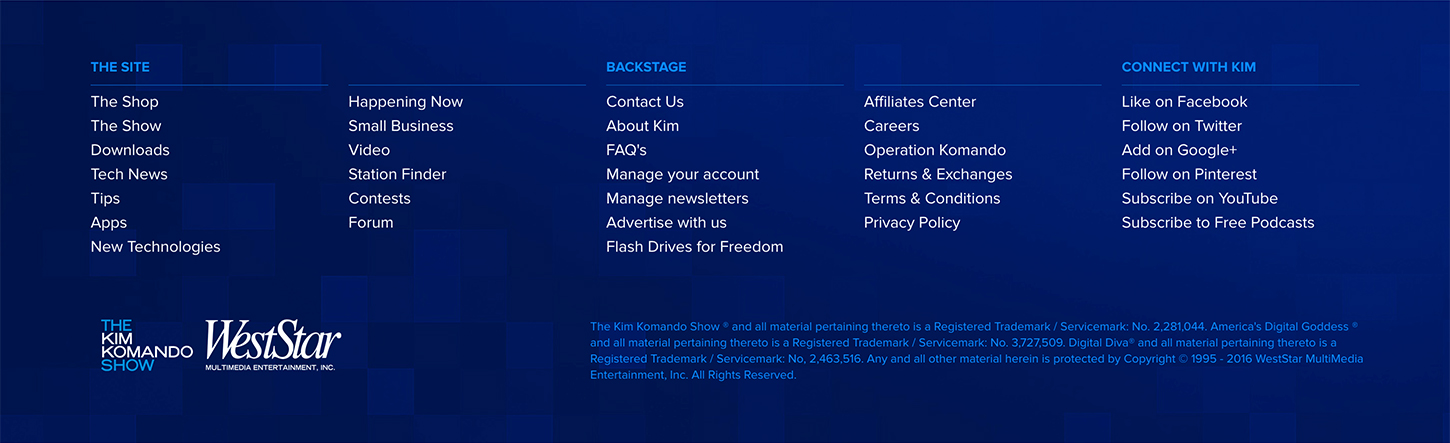 THE SITE
The Shop
The Show
Downloads
Tech News
Tips
Apps
New Technologies
Happening Now
Small Business
Video
Station Finder
Contests
Forum
BACKSTAGE
Contact Us
About Kim
FAQ's
Manage your account
Manage newsletters
Advertise with us
Flash Drives for Freedom
Affiliates Center
Careers
Operation Komando
Returns & Exchanges
Terms & Conditions
Privacy Policy
CONNECT WITH KIM
Like on Facebook
Follow on Twitter
Add on Google+
Follow on Pinterest
Subscribe on YouTube
Subscribe to Free Podcasts
THE
KIM
KOMANDO
SHOW
WestStar
MULTIMEDIA ENTERTAINMENT, INC.
The Kim Komando Show ® and all material pertaining thereto is a Registered Trademark / Servicemark: No. 2,281,044. America's Digital Goddess ®
and all material pertaining thereto is a Registered Trademark / Servicemark: No. 3,727,509. Digital Diva® and all material pertaining thereto is a
Registered Trademark / Servicemark: No, 2,463,516. Any and all other material herein is protected by Copyright © 1995 - 2016 WestStar MultiMedia
Entertainment, Inc. All Rights Reserved.